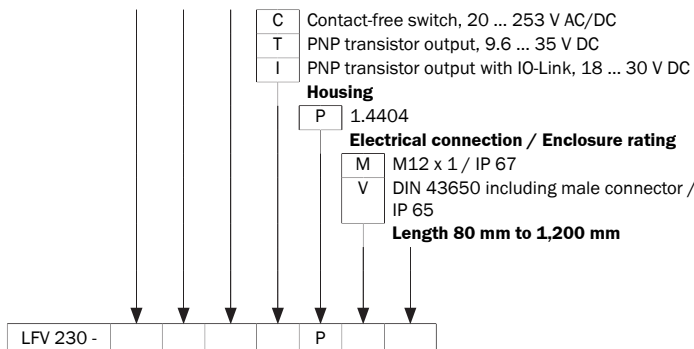 C Contact-free switch, 20 ... 253 V AC/DC
T PNP transistor output, 9.6 ... 35 V DC
I PNP transistor output with IO-Link, 18 ... 30 V DC
Housing
P 1.4404
Electrical connection / Enclosure rating
M M12 x 1 / IP 67
V DIN 43650 including male connector /
IP 65
Length 80 mm to 1,200 mm
LFV 230 - P